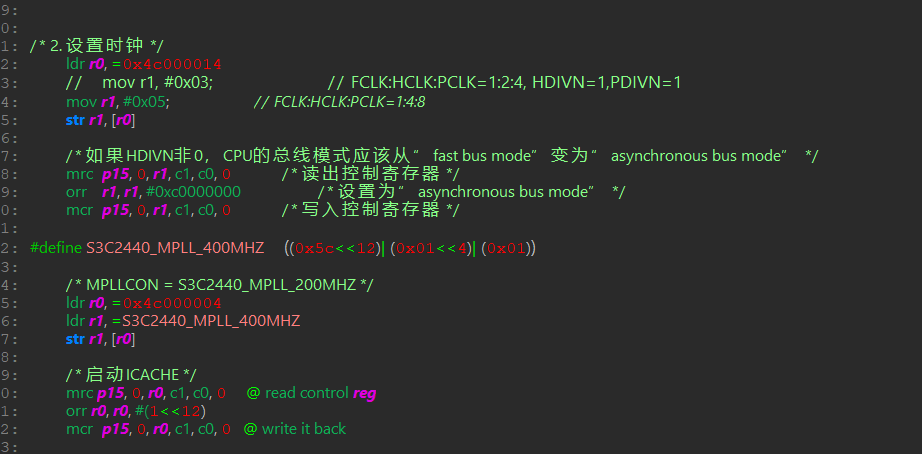 9:
0:
1: /* 2. 设置时钟 */
2: ldr r0, =0x4c000014
3: // mov r1, #0x03; // FCLK:HCLK:PCLK=1:2:4, HDIVN=1,PDIVN=1
4: mov r1, #0x05; // FCLK:HCLK:PCLK=1:4:8
5: str r1, [r0]
6:
7: /* 如果HDIVN非0，CPU的总线模式应该从“ fast bus mode”变为“ asynchronous bus mode” */
8: mrc p15, 0, r1, c1, c0, 0 /* 读出控制寄存器 */
9: orr r1, r1, #0xc0000000 /* 设置为“ asynchronous bus mode” */
0: mcr p15, 0, r1, c1, c0, 0 /* 写入控制寄存器 */
1:
2: #define S3C2440_MPLL_400MHZ ((0x5c<<12)| (0x01<<4)| (0x01))
3:
4: /* MPLLCON = S3C2440_MPLL_200MHZ */
5: ldr r0, =0x4c000004
6: ldr r1, =S3C2440_MPLL_400MHZ
7: str r1, [r0]
8:
9: /* 启动ICACHE */
0: mrc p15, 0, r0, c1, c0, 0 @ read control reg
1: orr r0, r0, #(1<<12)
2: mcr p15, 0, r0, c1, c0, 0 @ write it back
3: